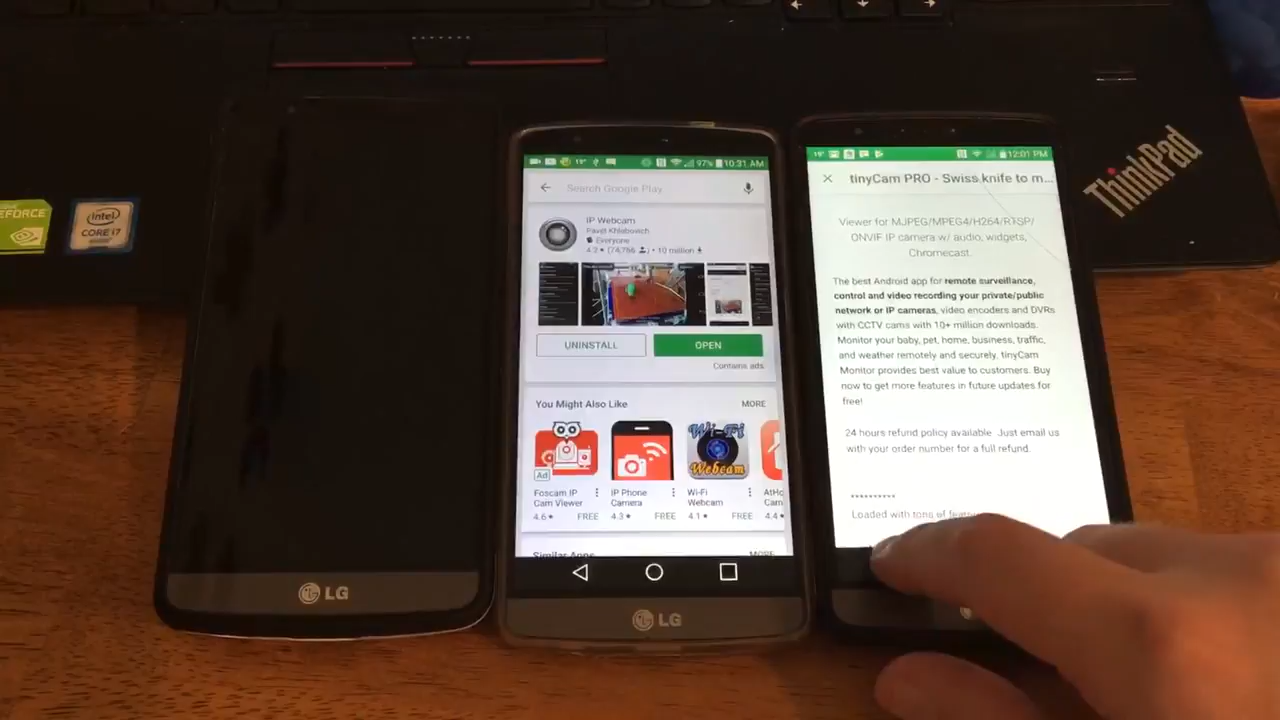 GEFORCE
intel
CORE i7
ThinkPad
LG
97% 10:31 AM
Search Google Play
IP Webcam
Pavel Khlebovich
Everyone
4.2 • (74,766 ) • 10 million
UNINSTALL
OPEN
Contains ads
You Might Also Like
MORE
Wi-Fi
Webcam
Ad
Foscam IP
Cam Viewer
4.6 FREE
IP Phone
Camera
4.3 FREE
Wi-Fi
Webcam
4.1 FREE
AtHo
Cam
4.4
Similar Apps
MORE
LG
19° 12:01 PM
tinyCam PRO - Swiss knife to m...
Viewer for MJPEG/MPEG4/H264/RTSP/
ONVIF IP camera w/ audio, widgets,
Chromecast.
The best Android app for remote surveillance,
control and video recording your private/public
network or IP cameras, video encoders and DVRs
with CCTV cams with 10+ million downloads.
Monitor your baby, pet, home, business, traffic,
and weather remotely and securely, tinyCam
Monitor provides best value to customers. Buy
now to get more features in future updates for
free!
24 hours refund policy available. Just email us
with your order number for a full refund.
**********
Loaded with tons of